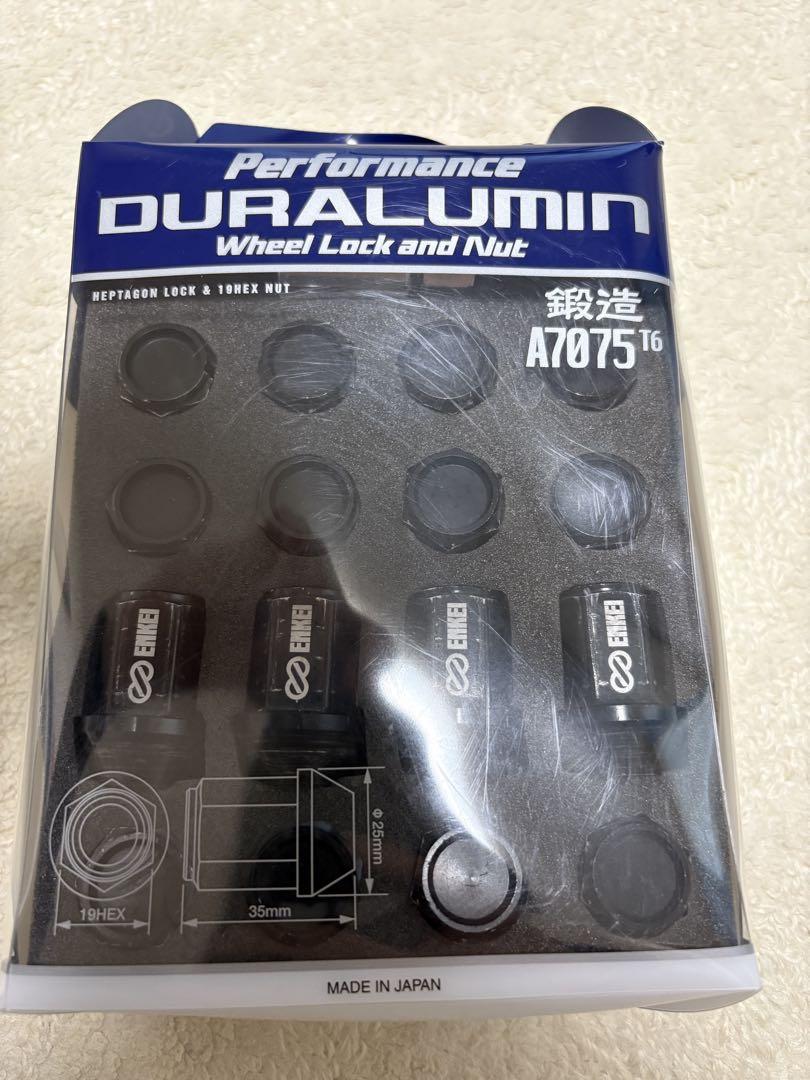 Performance
DURALUMIN
Wheel Lock and Nut
HEPTAGON LOCK & 19HEX NUT
鍛造
A7075 T6
ENKEI
ENKEI
ENKEI
ENKEI
Φ25mm
19HEX
35mm
MADE IN JAPAN